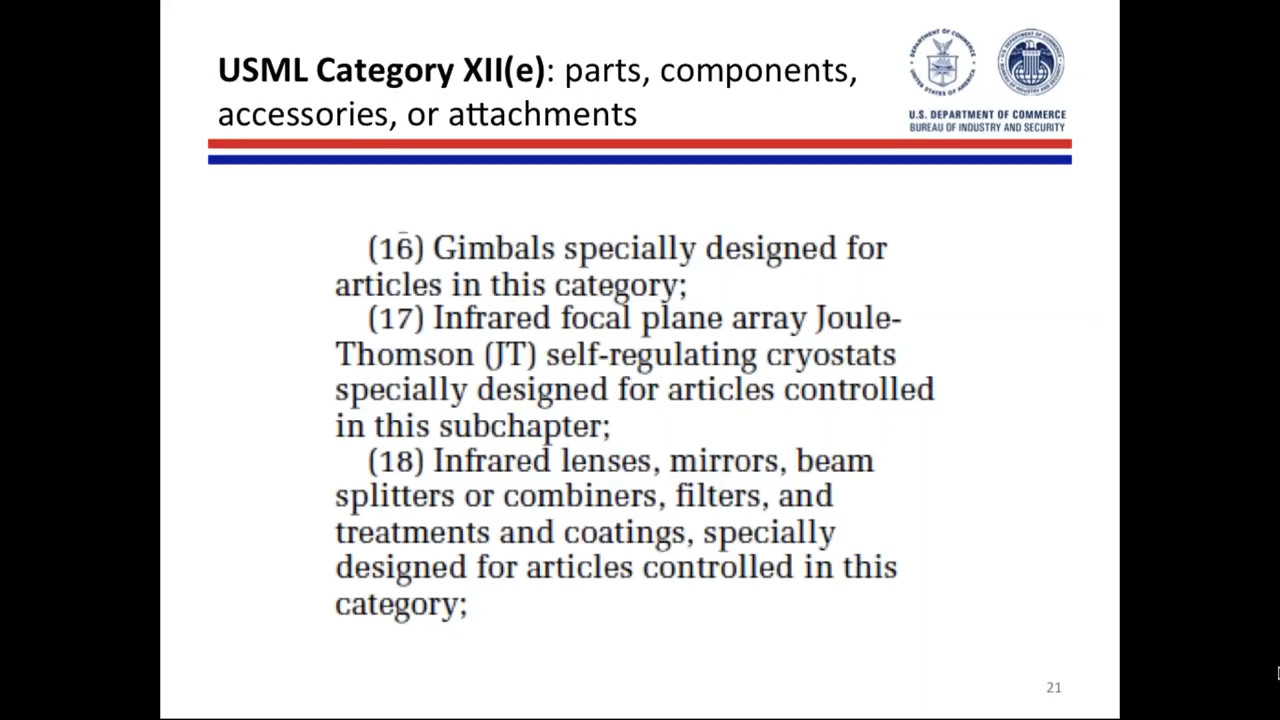 USML Category XII(e): parts, components,
accessories, or attachments
U.S. DEPARTMENT OF COMMERCE
BUREAU OF INDUSTRY AND SECURITY
(16) Gimbals specially designed for
articles in this category;
(17) Infrared focal plane array Joule-
Thomson (JT) self-regulating cryostats
specially designed for articles controlled
in this subchapter;
(18) Infrared lenses, mirrors, beam
splitters or combiners, filters, and
treatments and coatings, specially
designed for articles controlled in this
category;
21